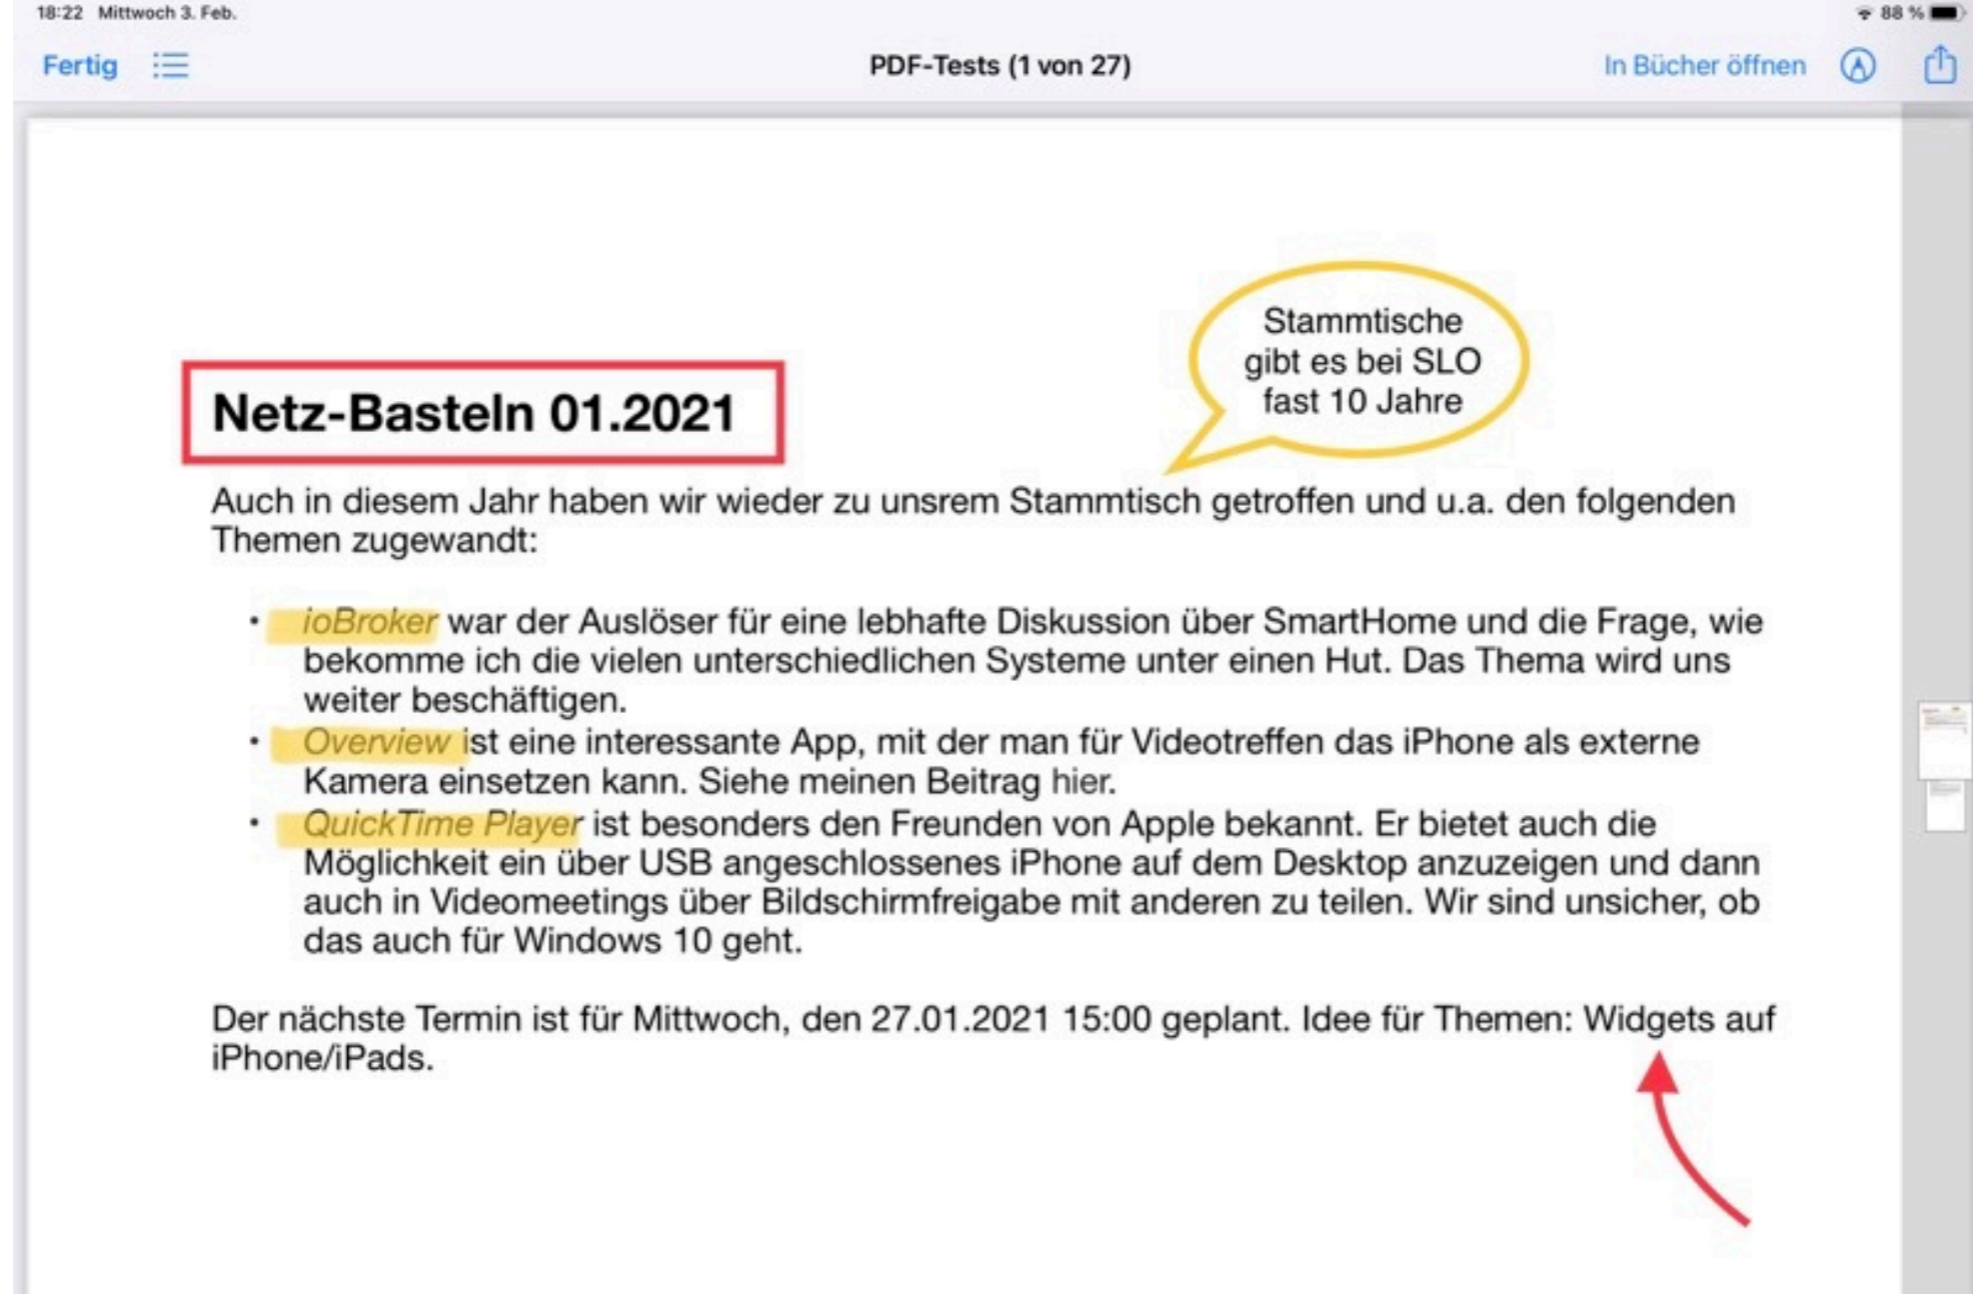 18:22 Mittwoch 3. Feb.
88 %
Fertig
PDF-Tests (1 von 27)
In Bücher öffnen
Stammtische
gibt es bei SLO
fast 10 Jahre
Netz-Basteln 01.2021
Auch in diesem Jahr haben wir wieder zu unsrem Stammtisch getroffen und u.a. den folgenden
Themen zugewandt:
• ioBroker war der Auslöser für eine lebhafte Diskussion über SmartHome und die Frage, wie
bekomme ich die vielen unterschiedlichen Systeme unter einen Hut. Das Thema wird uns
weiter beschäftigen.
• Overview ist eine interessante App, mit der man für Videotreffen das iPhone als externe
Kamera einsetzen kann. Siehe meinen Beitrag hier.
• QuickTime Player ist besonders den Freunden von Apple bekannt. Er bietet auch die
Möglichkeit ein über USB angeschlossenes iPhone auf dem Desktop anzuzeigen und dann
auch in Videomeetings über Bildschirmfreigabe mit anderen zu teilen. Wir sind unsicher, ob
das auch für Windows 10 geht.
Der nächste Termin ist für Mittwoch, den 27.01.2021 15:00 geplant. Idee für Themen: Widgets auf
iPhone/iPads.